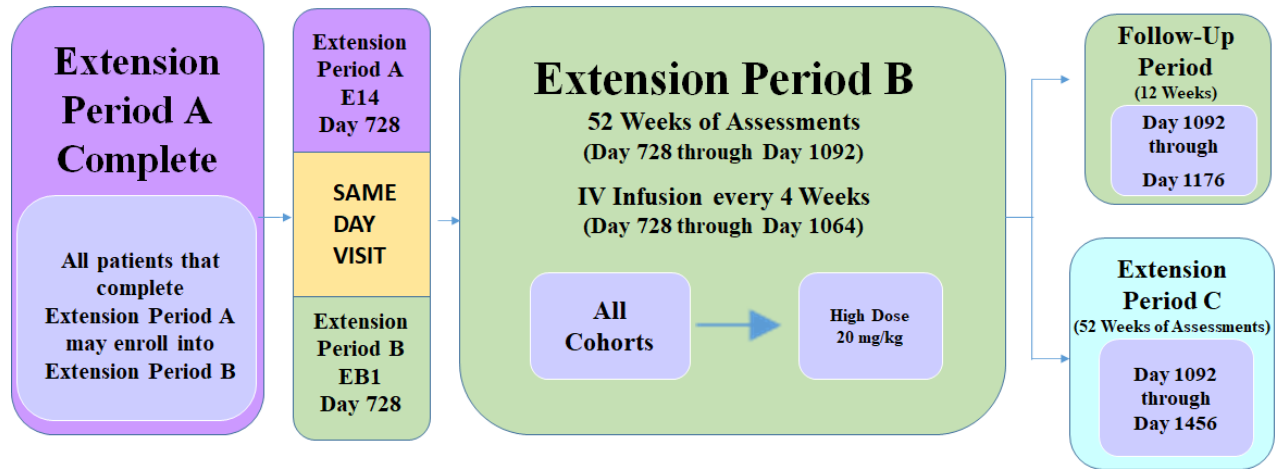 Extension
Period A
Complete
All patients that
complete
Extension Period A
may enroll into
Extension Period B
Extension
Period A
E14
Day 728
SAME
DAY
VISIT
Extension
Period B
EB1
Day 728
Extension Period B
52 Weeks of Assessments
(Day 728 through Day 1092)
IV Infusion every 4 Weeks
(Day 728 through Day 1064)
All
Cohorts
High Dose
20 mg/kg
Follow-Up
Period
(12 Weeks)
Day 1092
through
Day 1176
Extension
Period C
(52 Weeks of Assessments)
Day 1092
through
Day 1456